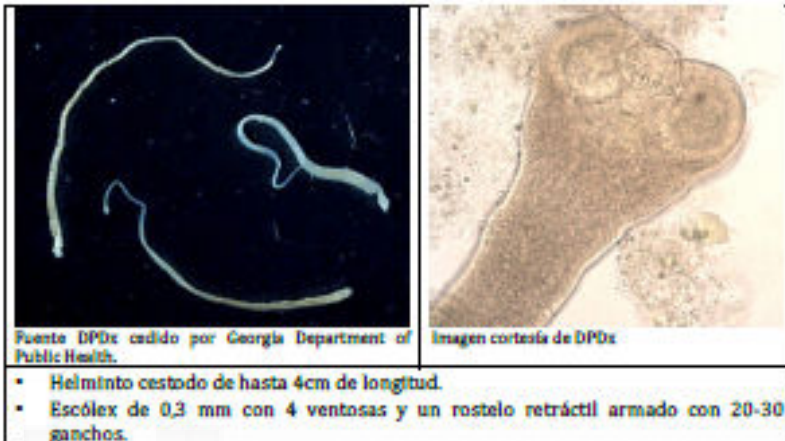 Fuente DPDx cedido por Georgia Department of
Public Health.
Imagen cortesía de DPDx
▪ Helminto cestodo de hasta 4cm de longitud.
▪ Escólex de 0,3 mm con 4 ventosas y un rostelo retráctil armado con 20-30
ganchos.